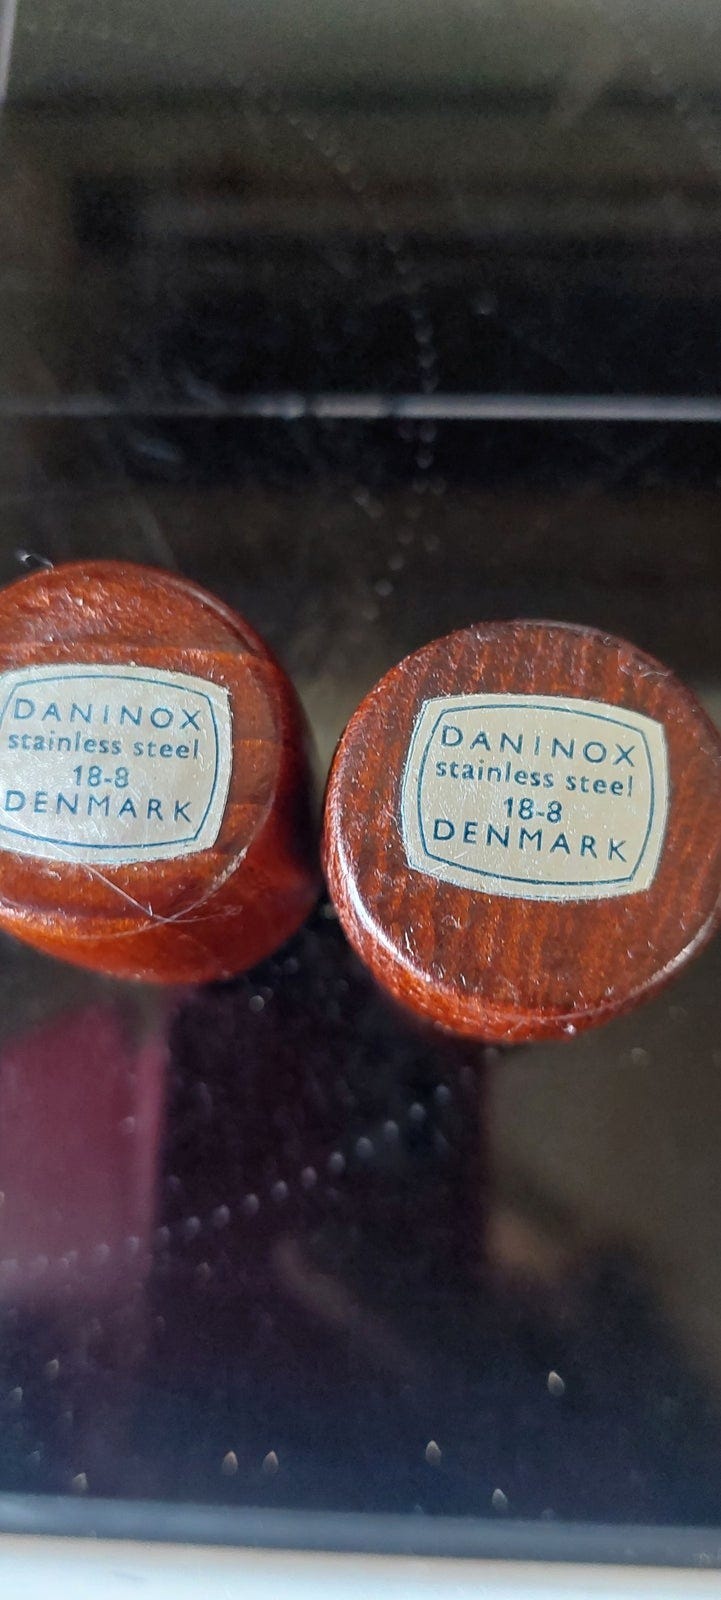 DANINOX
stainless steel
18-8
DENMARK
DANINOX
stainless steel
18-8
DENMARK